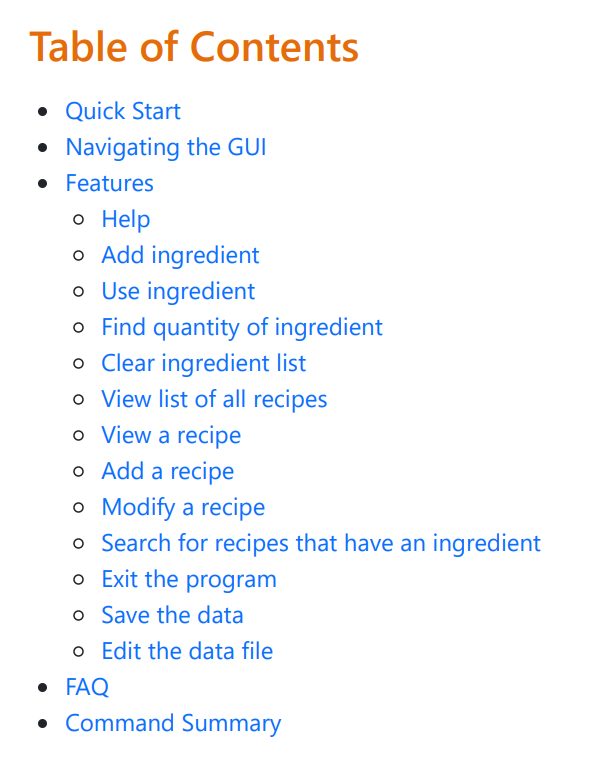 Table of Contents
Quick Start
Navigating the GUI
Features
Help
Add ingredient
Use ingredient
Find quantity of ingredient
Clear ingredient list
View list of all recipes
View a recipe
Add a recipe
Modify a recipe
Search for recipes that have an ingredient
Exit the program
Save the data
Edit the data file
FAQ
Command Summary